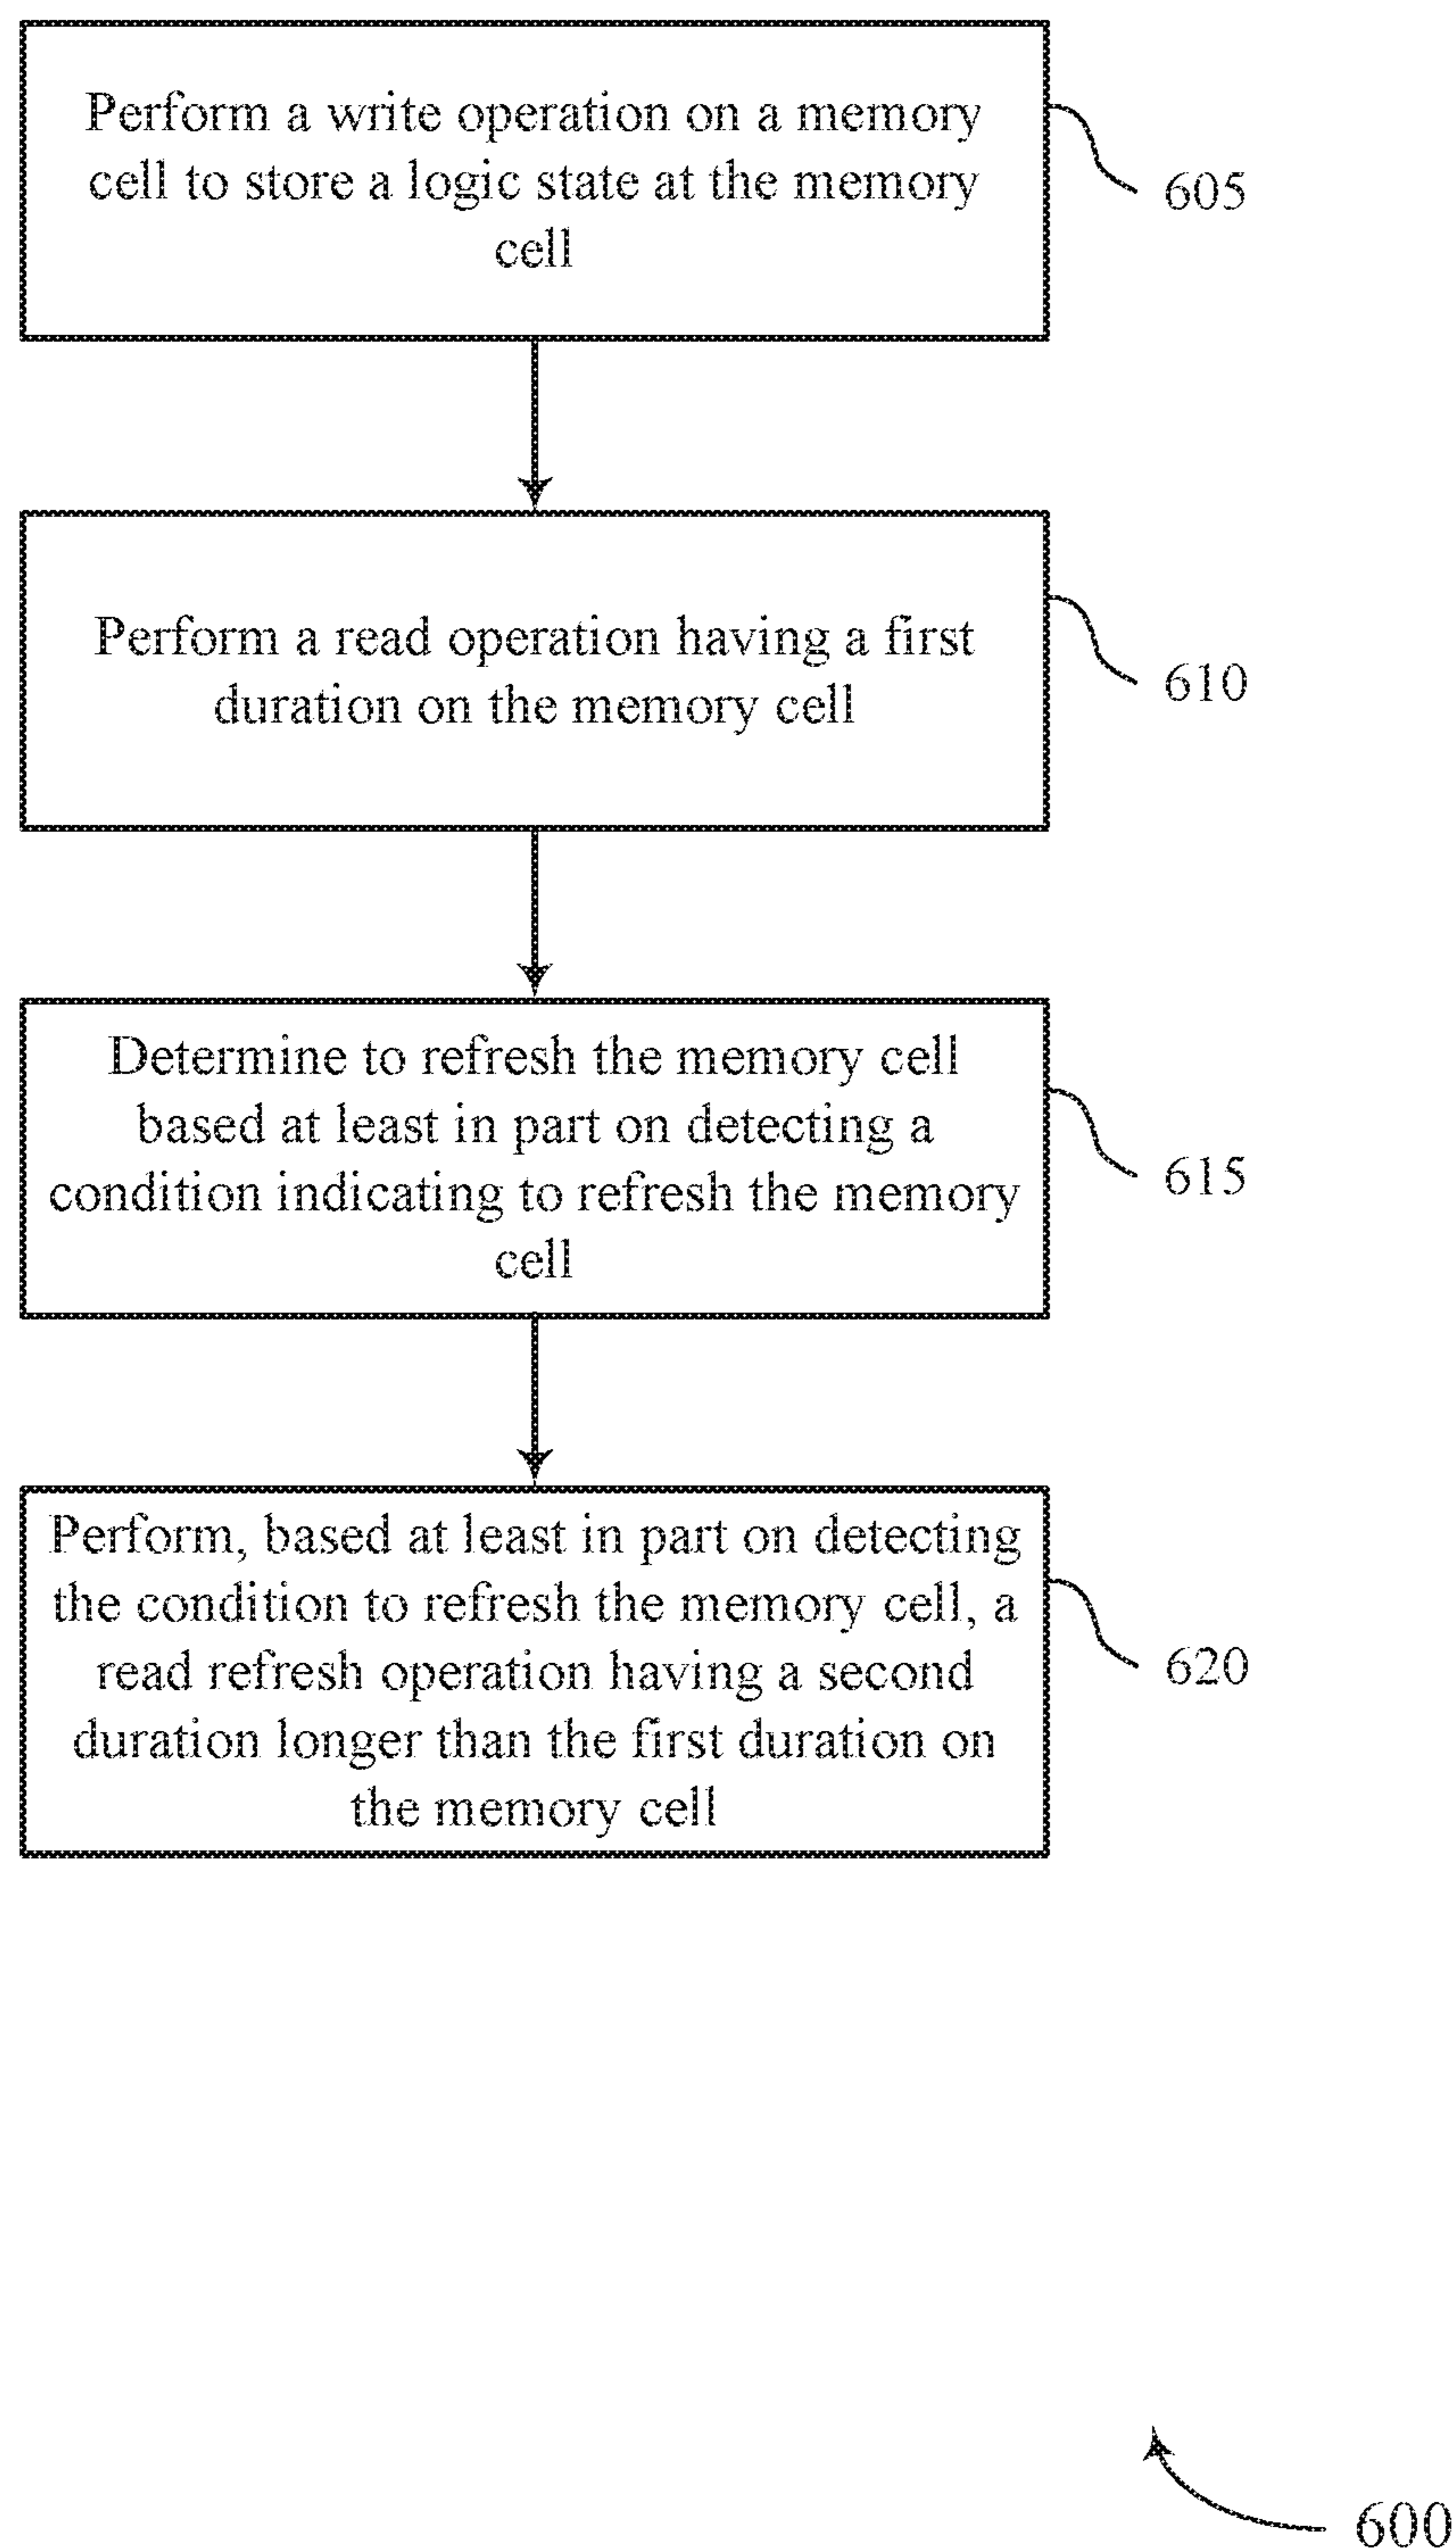 Perform a write operation on a memory
cell to store a logic state at the memory
cell
605
Perform a read operation having a first
duration on the memory cell
610
Determine to refresh the memory cell
based at least in part on detecting a
condition indicating to refresh the memory
cell
615
Perform, based at least in part on detecting
the condition to refresh the memory cell, a
read refresh operation having a second
duration longer than the first duration on
the memory cell
620
600